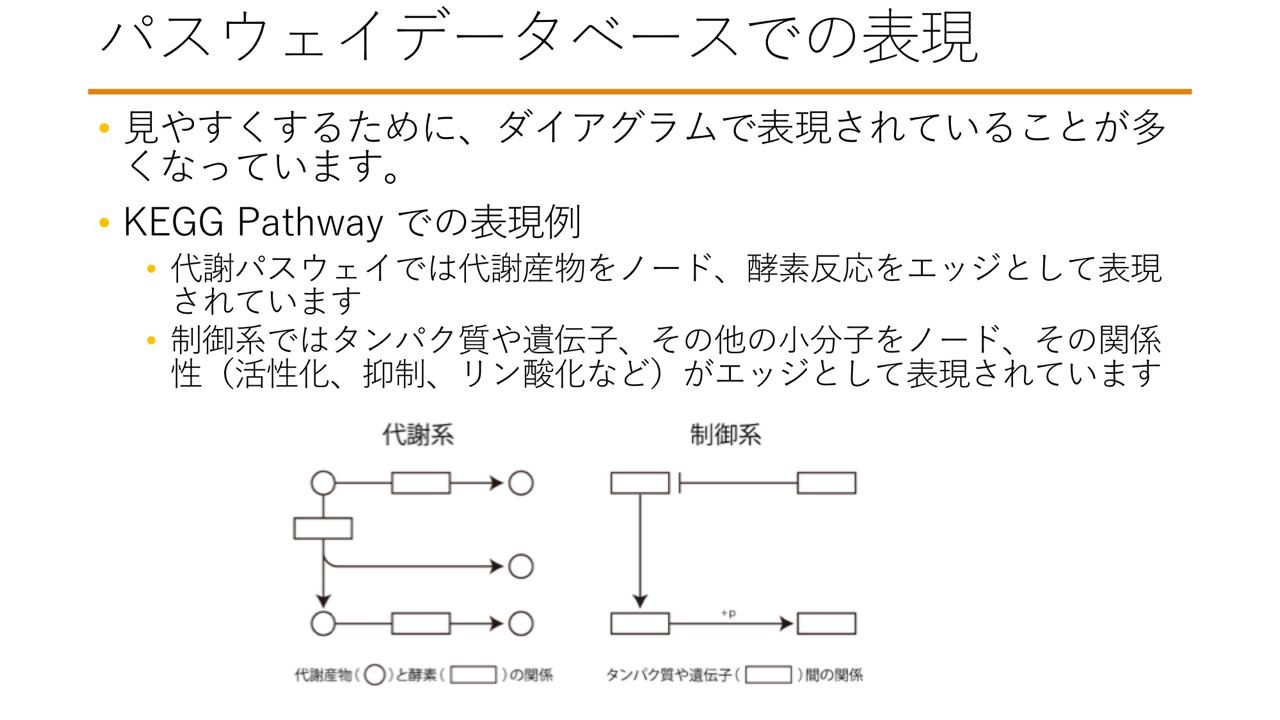 パスウェイデータベースでの表現
• 見やすくするために、ダイアグラムで表現されていることが多
くなっています。
• KEGG Pathway での表現例
• 代謝パスウェイでは代謝産物をノード、酵素反応をエッジとして表現
されています
• 制御系ではタンパク質や遺伝子、その他の小分子をノード、その関係
性（活性化、抑制、リン酸化など）がエッジとして表現されています
代謝系
制御系
+p
代謝産物(○)と酵素(▭)の関係
タンパク質や遺伝子(▭)間の関係